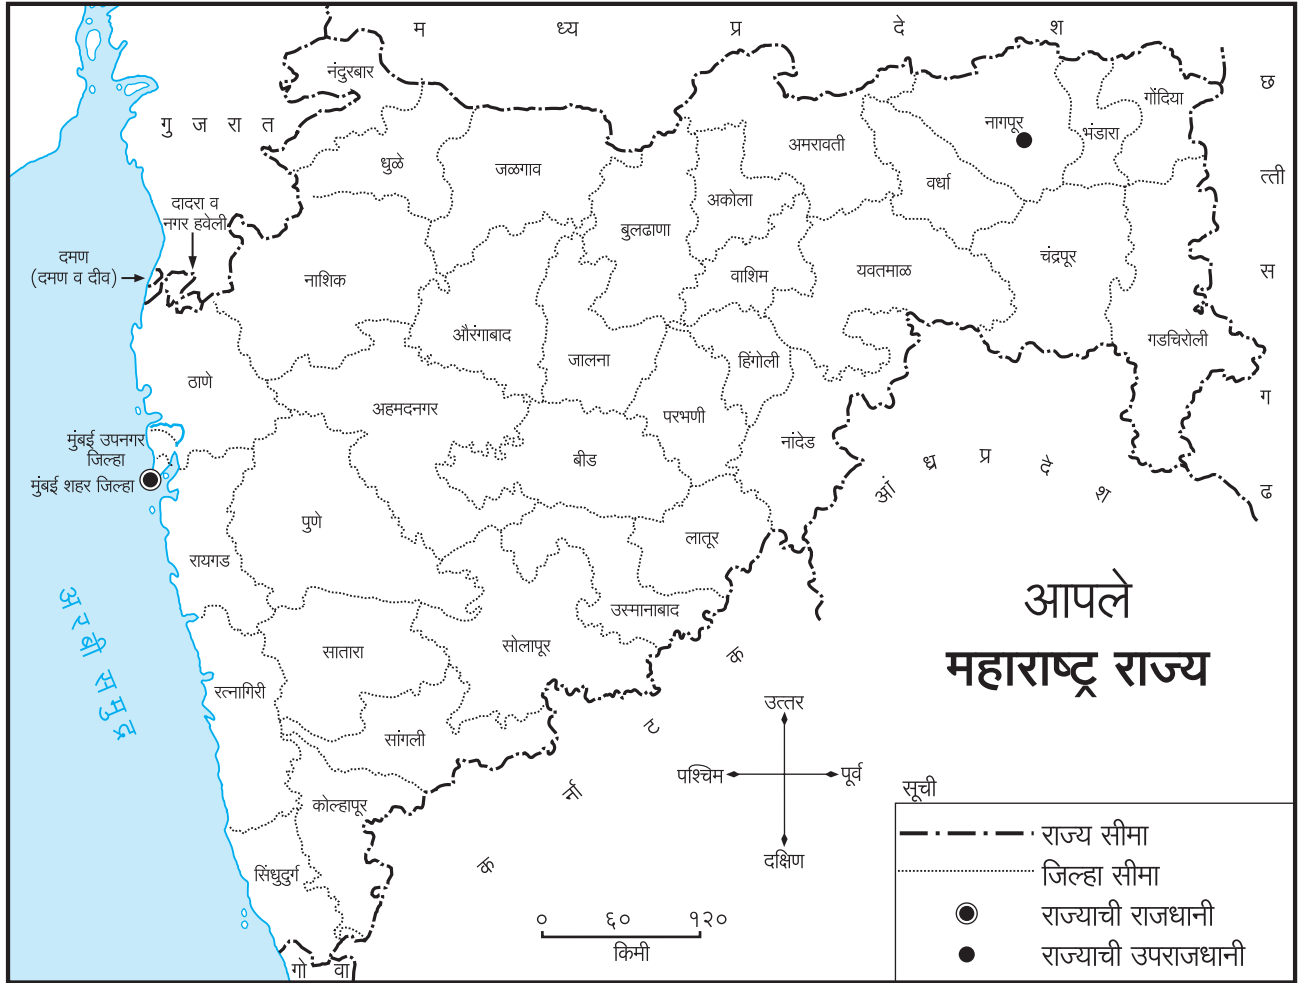 म ध्य प्र दे श
नंदुरबार
छ
गोंदिया
गु ज रा त
नागपूर
भंडारा
अमरावती
धुळे
जळगाव
त्ती
वर्धा
दादरा व
नगर हवेली
अकोला
बुलढाणा
दमण
(दमण व दीव)
चंद्रपूर
स
नाशिक
वाशिम
यवतमाळ
औरंगाबाद
गडचिरोली
जालना
हिंगोली
ठाणे
ग
अहमदनगर
परभणी
मुंबई उपनगर
जिल्हा
नांदेड
बीड
आं ध्र प्र दे श
मुंबई शहर जिल्हा
ढ
पुणे
लातूर
रायगड
अरबी समुद्र
उस्मानाबाद
आपले
महाराष्ट्र राज्य
सातारा
सोलापूर
रत्नागिरी
सांगली
क र्ना ट क
उत्तर
पश्चिम
पूर्व
दक्षिण
कोल्हापूर
सिंधुदुर्ग
सूची
राज्य सीमा
जिल्हा सीमा
राज्याची राजधानी
राज्याची उपराजधानी
० ६० १२०
किमी
गो वा